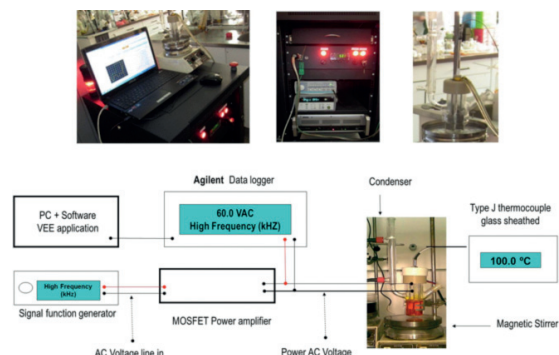 Agilent Data logger
Condenser
60.0 VAC
High Frequency (kHZ)
PC + Software
VEE application
Type J thermocouple
glass sheathed
100.0 ºC
High Frequency
(kHz)
Signal function generator
MOSFET Power amplifier
Magnetic Stirrer
AC Voltage line in
Power AC Voltage